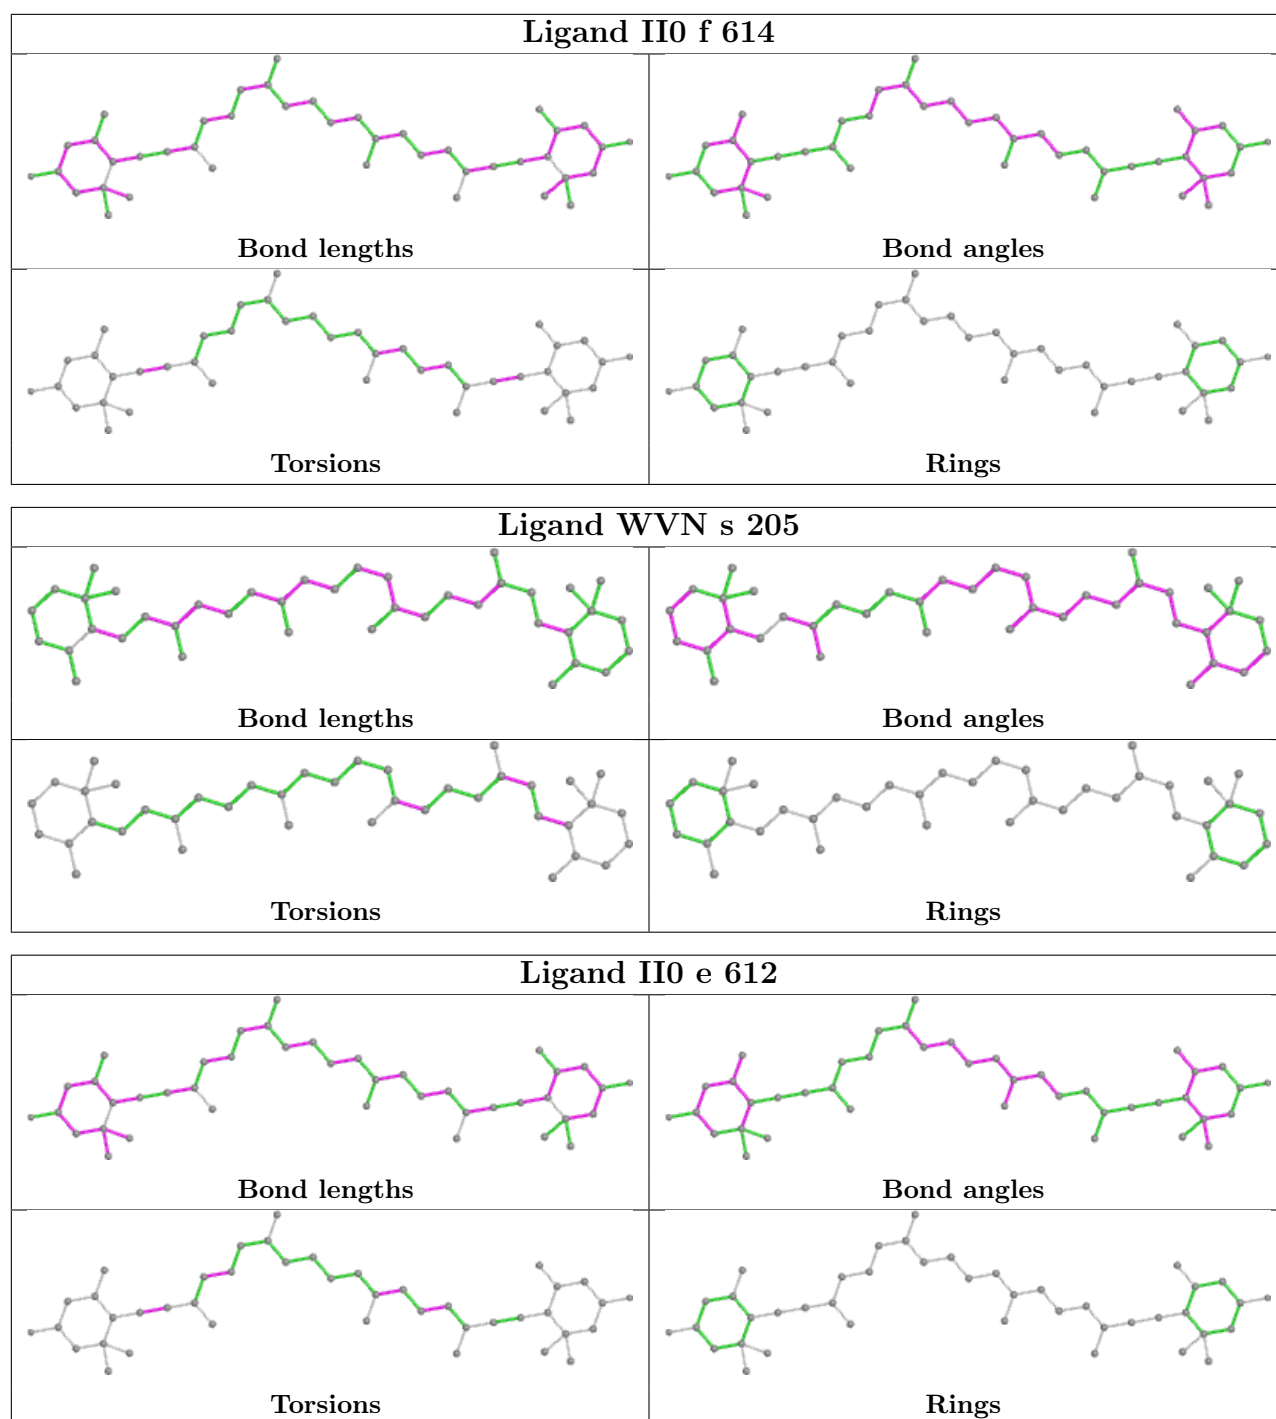 Ligand II0 f 614
Bond lengths
Bond angles
Torsions
Rings
Ligand WVN s 205
Bond lengths
Bond angles
Torsions
Rings
Ligand II0 e 612
Bond lengths
Bond angles
Torsions
Rings